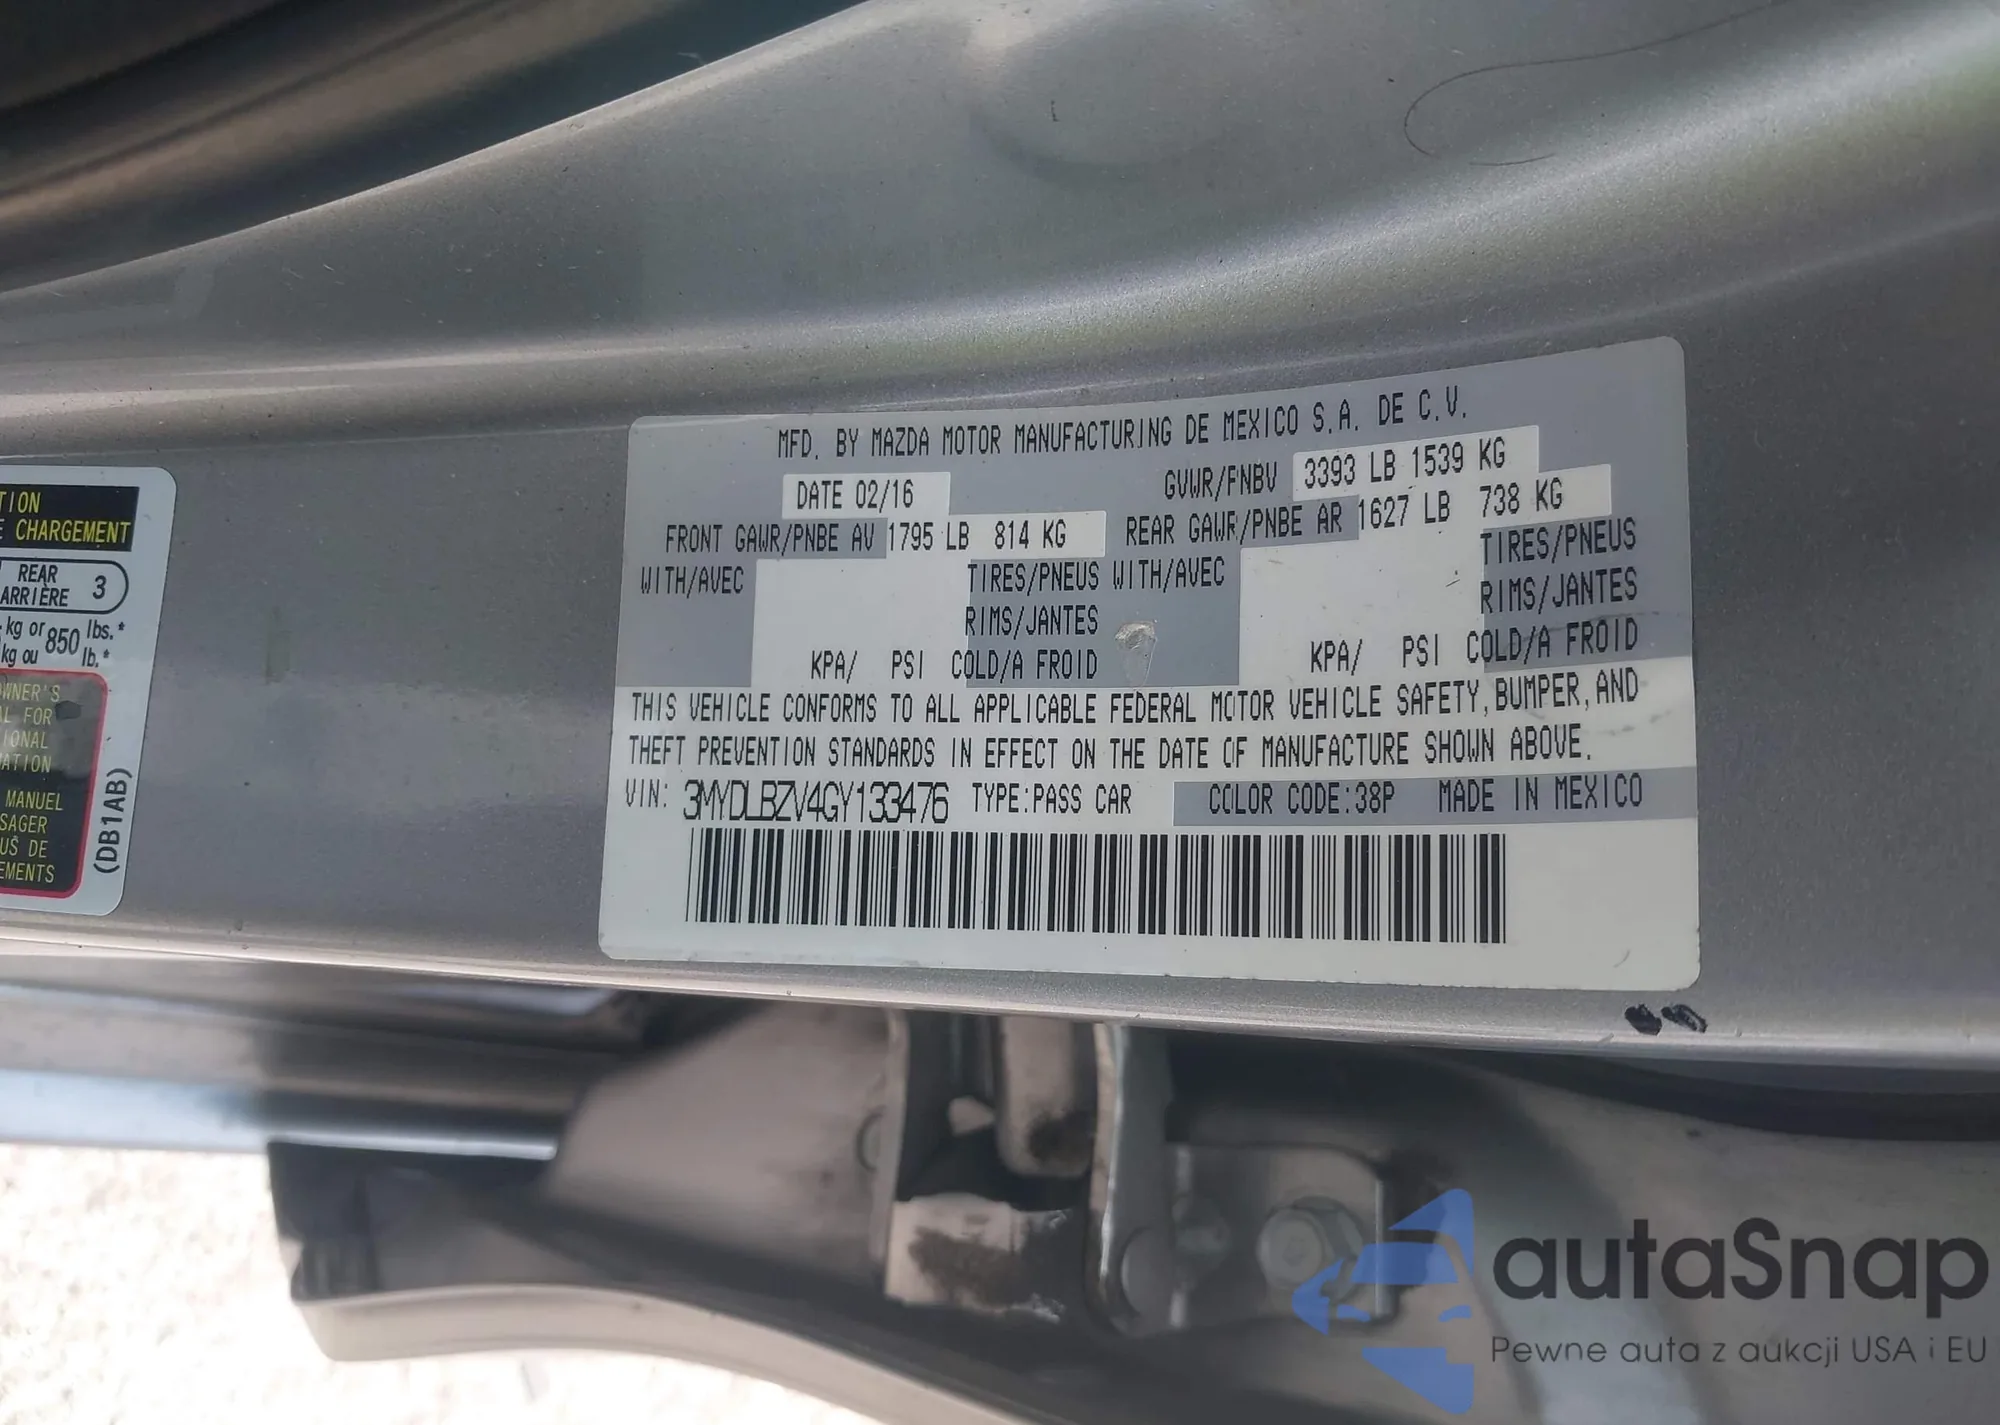 TION
E CHARGEMENT
REAR
ARRIÈRE 3
kg or 850 lbs.*
kg ou lb.*
OWNER'S
AL FOR
IONAL
ATION
MANUEL
SAGER
US DE
EMENTS
(DB1AB)
MFD. BY MAZDA MOTOR MANUFACTURING DE MEXICO S.A. DE C.V.
DATE 02/16 GVWR/PNBV 3393 LB 1539 KG
FRONT GAWR/PNBE AV 1795 LB 814 KG REAR GAWR/PNBE AR 1627 LB 738 KG
WITH/AVEC TIRES/PNEUS WITH/AVEC TIRES/PNEUS
RIMS/JANTES RIMS/JANTES
KPA/ PSI COLD/A FROID KPA/ PSI COLD/A FROID
THIS VEHICLE CONFORMS TO ALL APPLICABLE FEDERAL MOTOR VEHICLE SAFETY, BUMPER, AND
THEFT PREVENTION STANDARDS IN EFFECT ON THE DATE OF MANUFACTURE SHOWN ABOVE.
VIN: 3MYDLBZV4GY133476 TYPE:PASS CAR COLOR CODE:38P MADE IN MEXICO
autaSnap
Pewne auta z aukcji USA i EU